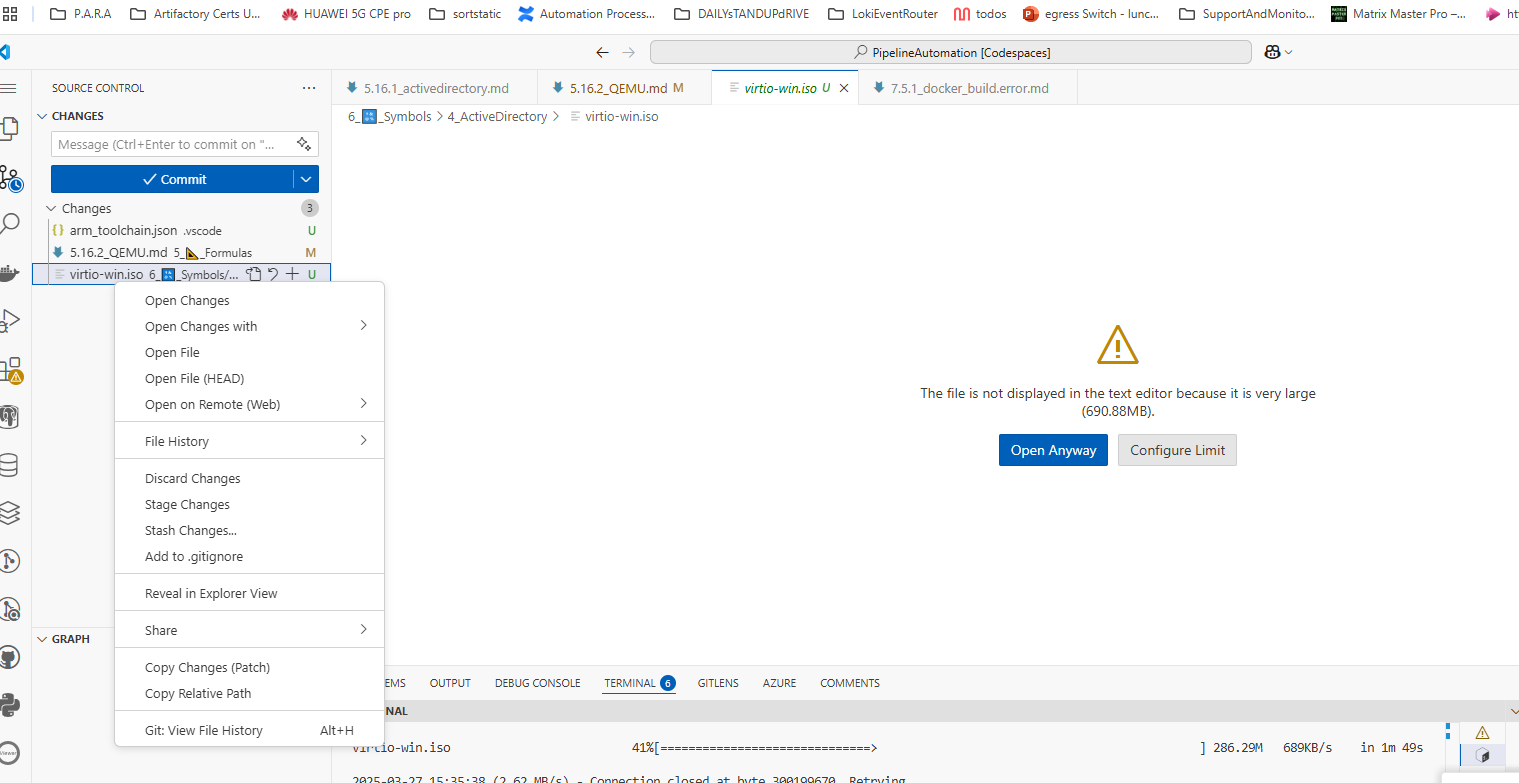 P.A.R.A
Artifactory Certs U...
HUAWEI 5G CPE pro
sortstatic
Automation Process...
DAILYsTANDUPdRIVE
LokiEventRouter
todos
egress Switch - lunc...
SupportAndMonito...
Matrix Master Pro –...
PipelineAutomation [Codespaces]
SOURCE CONTROL
CHANGES
Message (Ctrl+Enter to commit on "...
Commit
Changes 3
arm_toolchain.json .vscode U
5.16.2_QEMU.md 5_ _Formulas M
virtio-win.iso 6_ _Symbols/... U
Open Changes
Open Changes with
Open File
Open File (HEAD)
Open on Remote (Web)
File History
Discard Changes
Stage Changes
Stash Changes...
Add to .gitignore
Reveal in Explorer View
Share
Copy Changes (Patch)
Copy Relative Path
Git: View File History Alt+H
GRAPH
5.16.1_activedirectory.md
5.16.2_QEMU.md M
virtio-win.iso U
7.5.1_docker_build.error.md
6_ _Symbols > 4_ActiveDirectory > virtio-win.iso
The file is not displayed in the text editor because it is very large
(690.88MB).
Open Anyway
Configure Limit
EMS
OUTPUT
DEBUG CONSOLE
TERMINAL 6
GITLENS
AZURE
COMMENTS
NAL
virtio-win.iso 41%[=============================> ] 286.29M 689KB/s in 1m 49s
2025-03-27 15:35:38 (2.62 MB/s) - Connection closed at byte 300199670. Retrying.